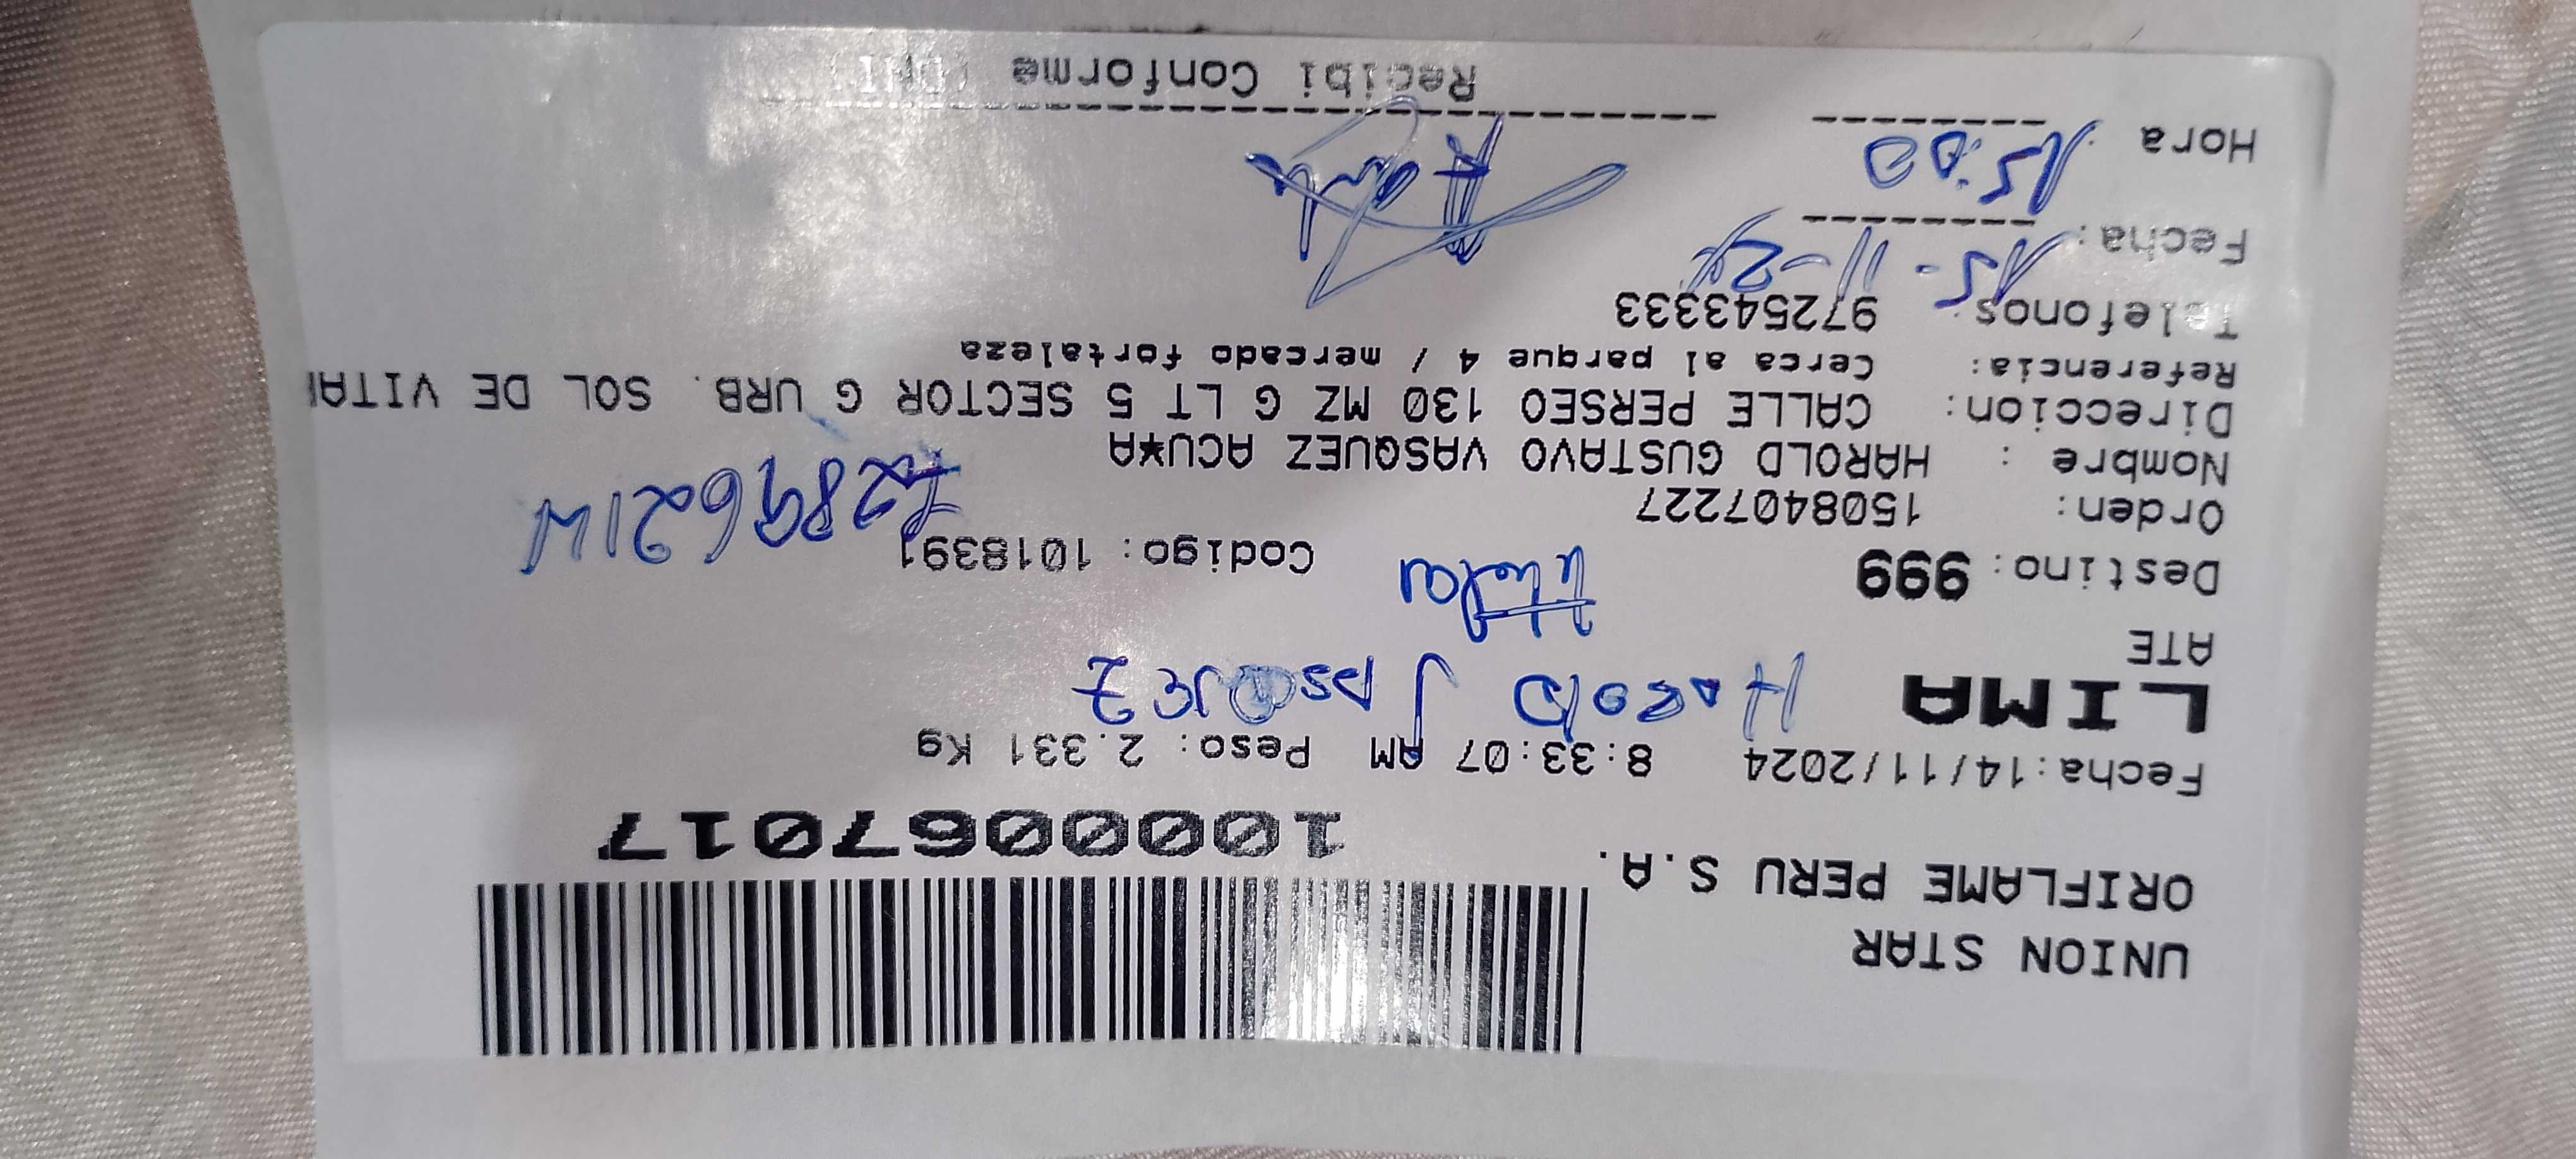 UNION STAR
ORIFLAME PERU S.A.
1000067017
Fecha:14/11/2024 8:33:07 AM Peso: 2.331 Kg
LIMA
HAROLD VASQUEZ
ATE
titular
Destino: 999 Codigo: 1018391
Orden: 1508407227
Nombre : HAROLD GUSTAVO VASQUEZ ACU¥A
Direccion: CALLE PERSEO 130 MZ G LT 5 SECTOR G URB. SOL DE VITA
Referencia: Cerca al parque 4 / mercado fortaleza
Telefonos: 972543333
Fecha: 15-11-24
Hora : 15:00
Recibi Conforme (DNI)